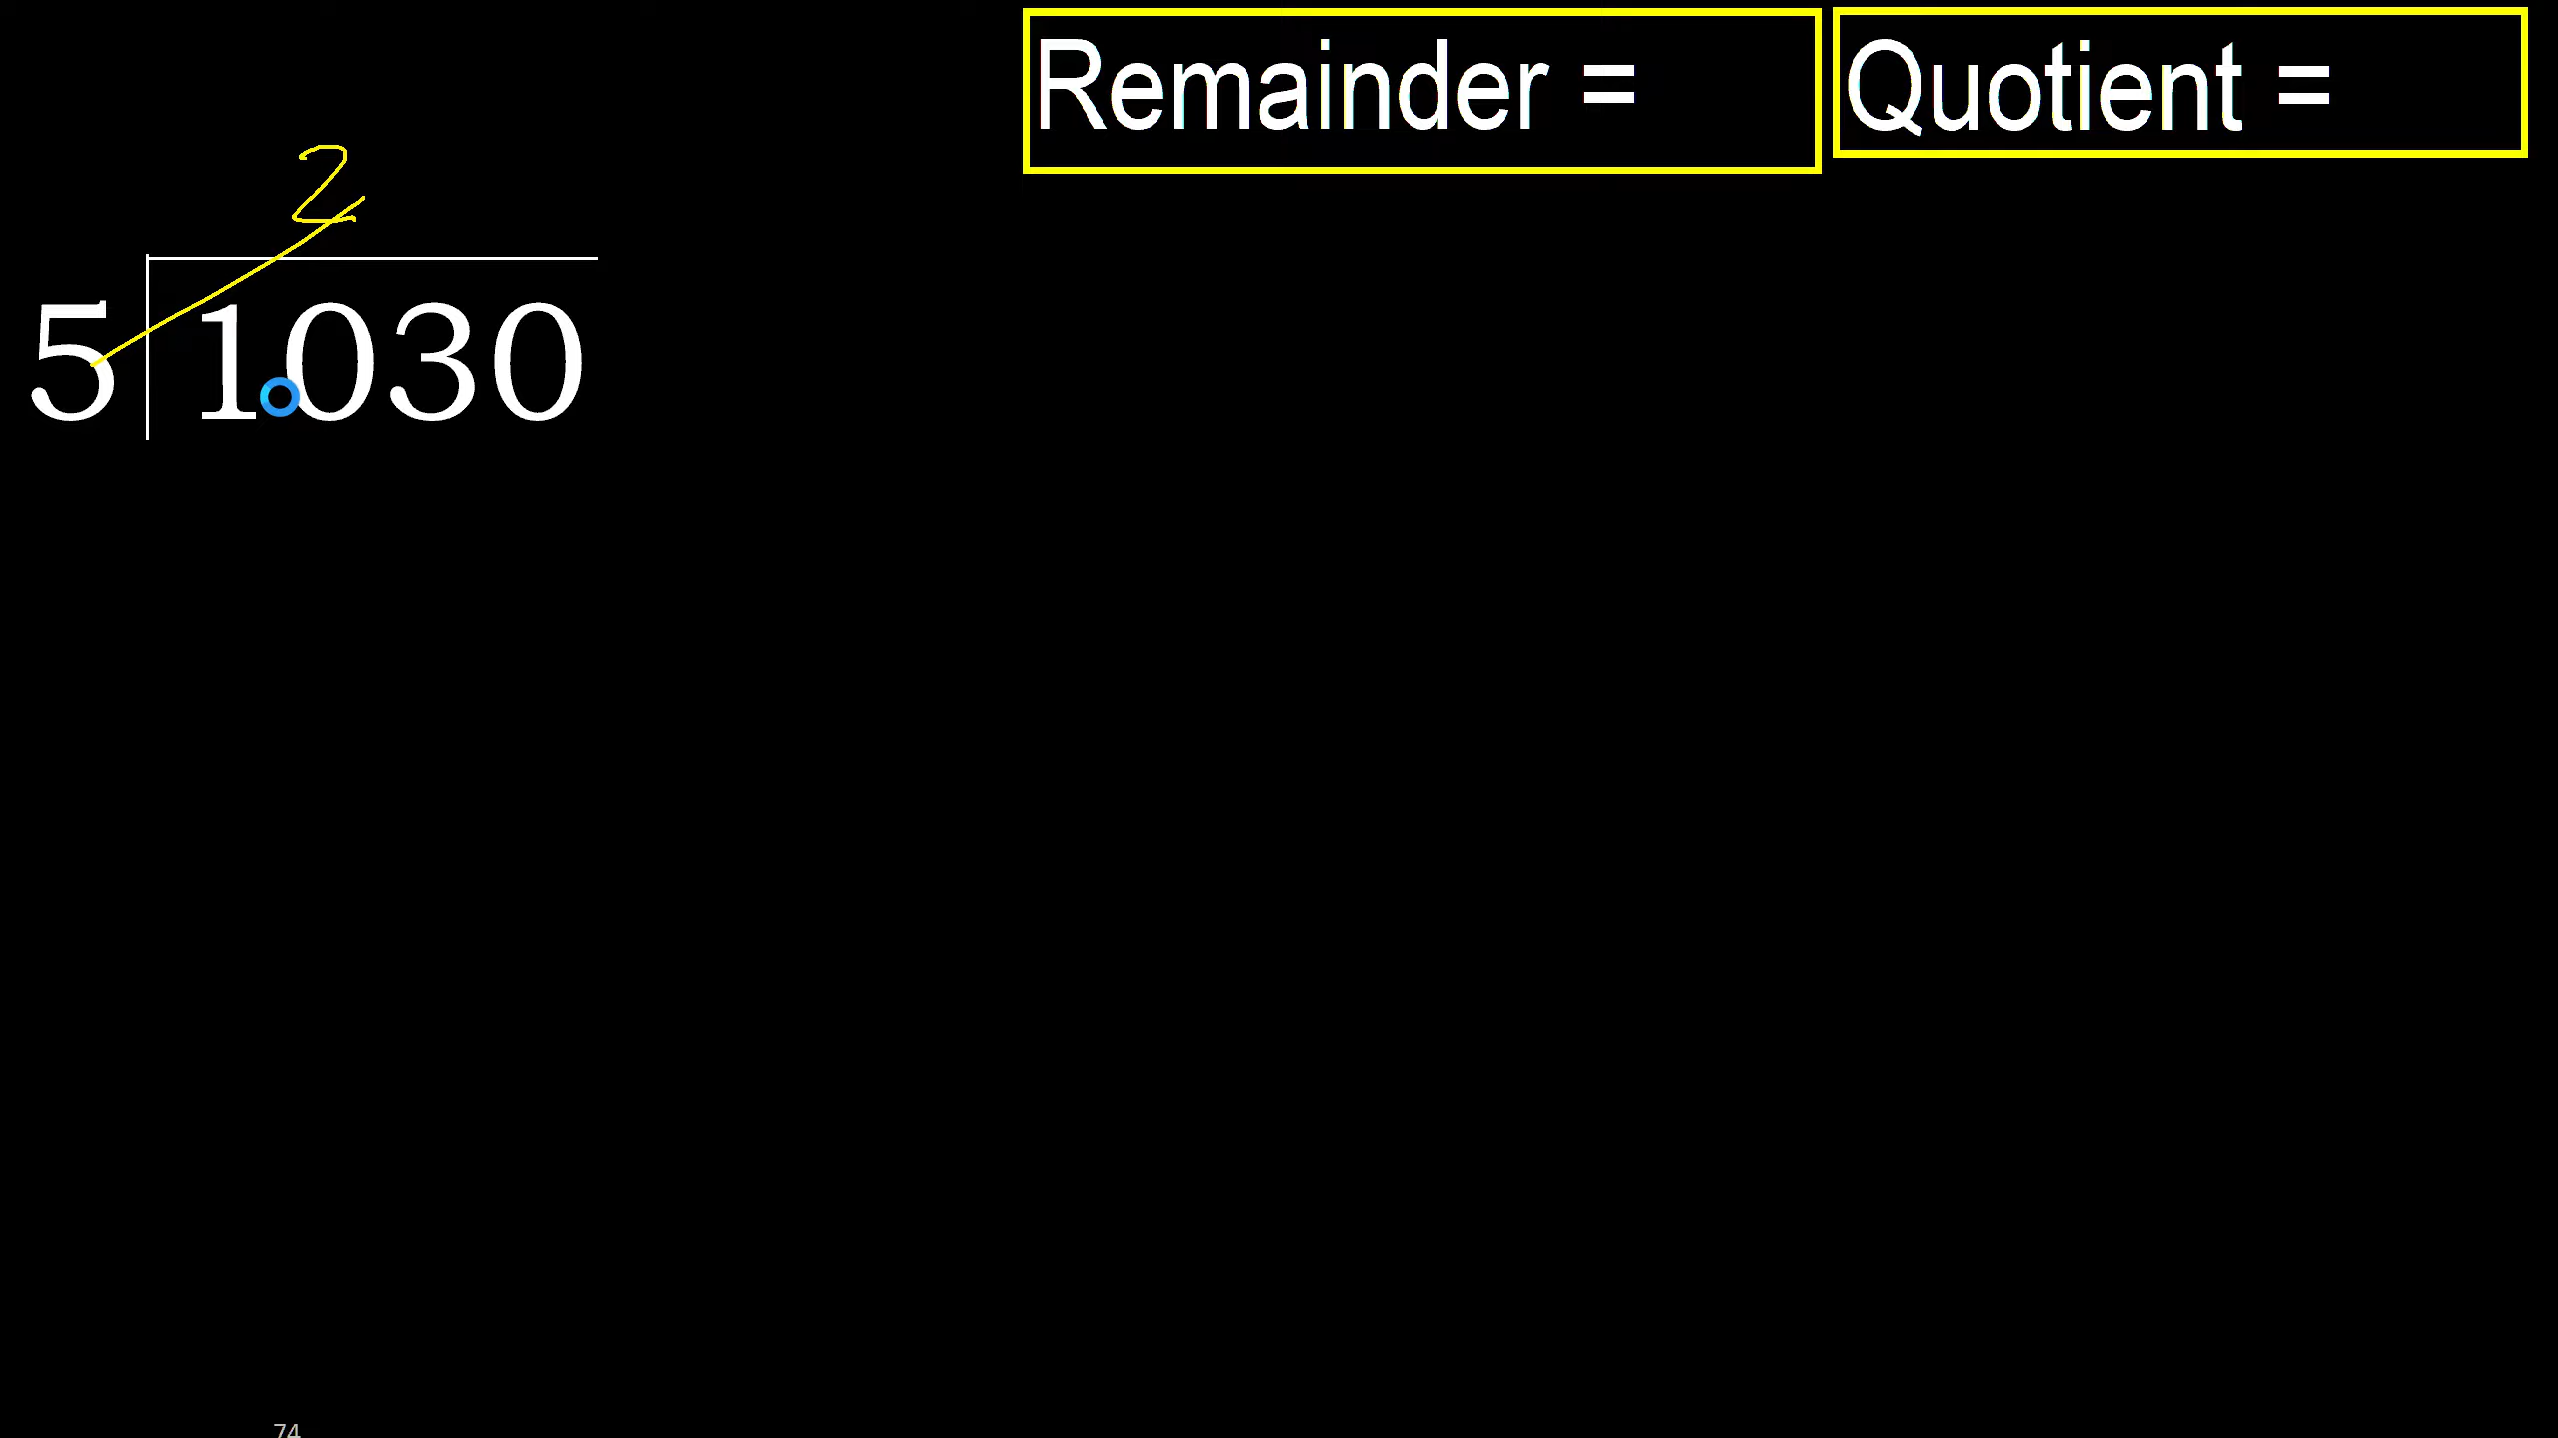 Remainder =
Quotient =
2
5 1030
74